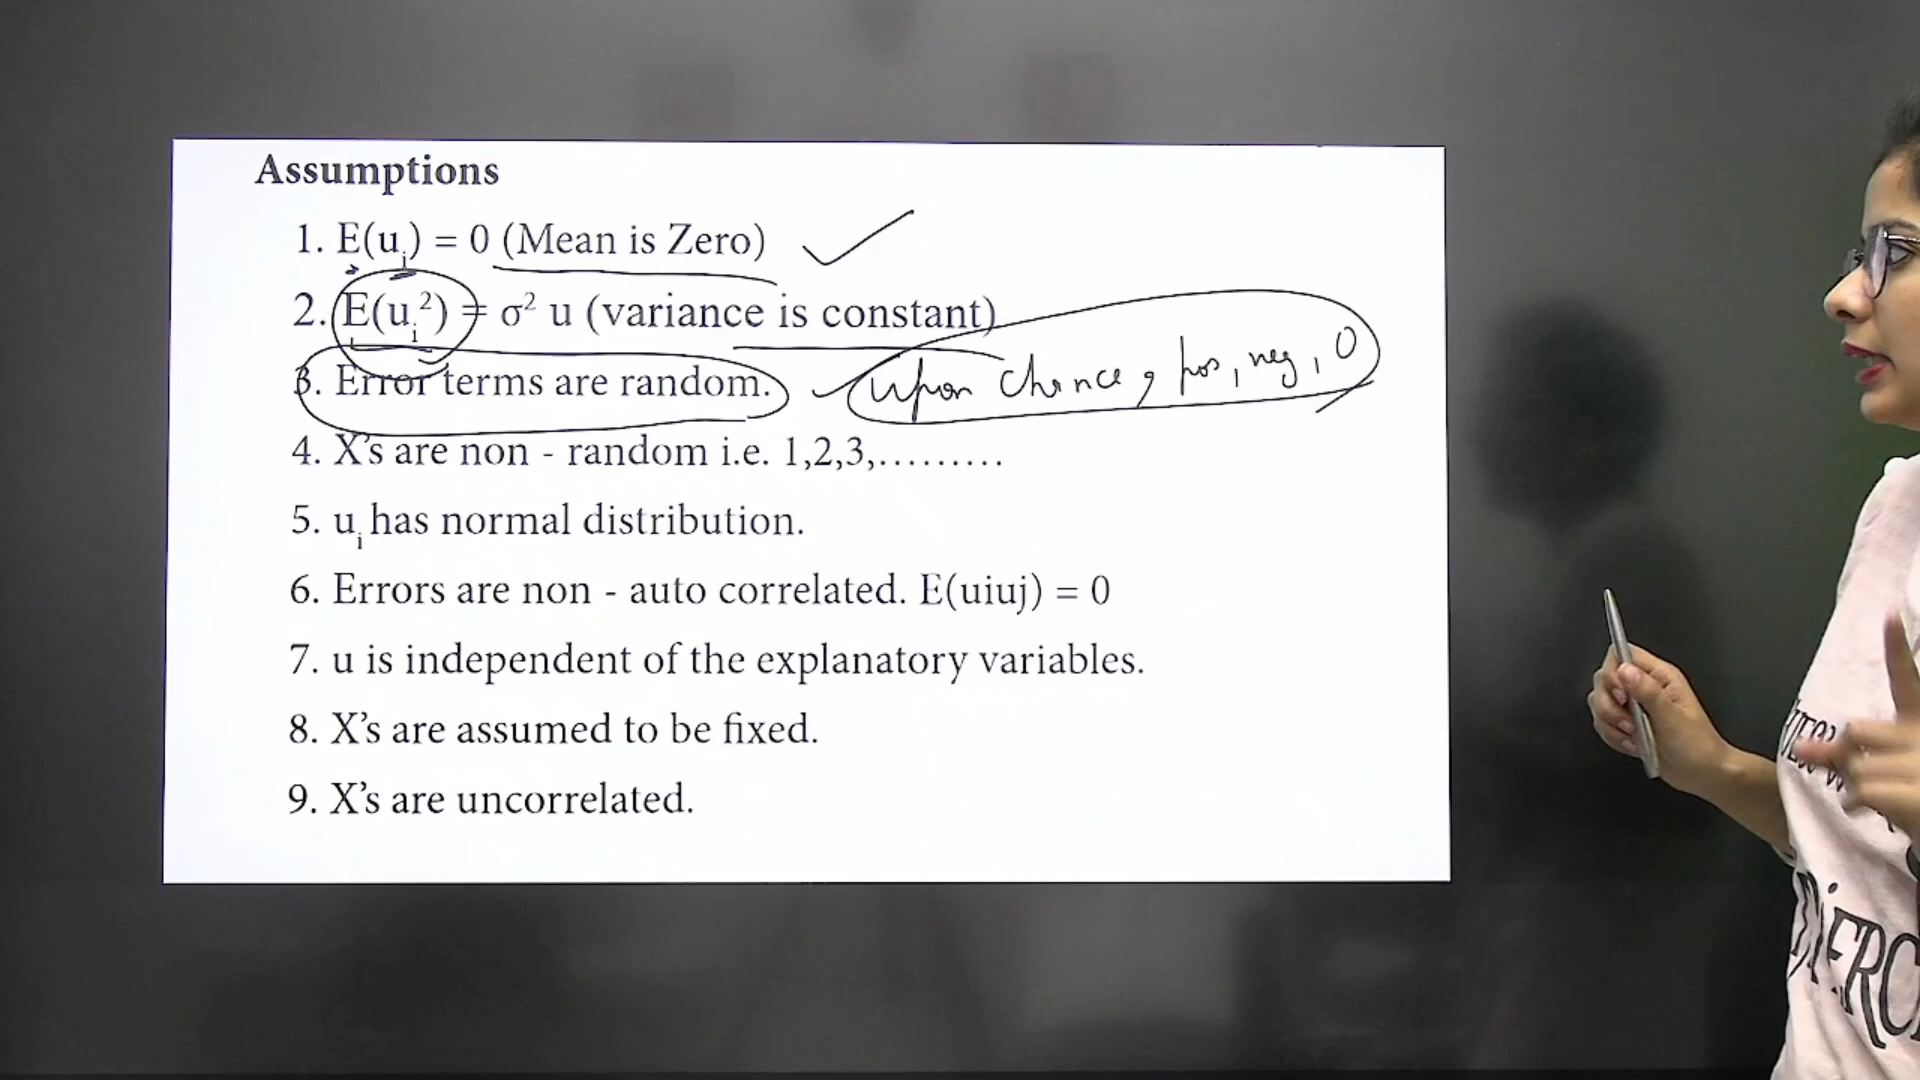 Assumptions
1. E(uᵢ) = 0 (Mean is Zero)
2. E(uᵢ²) = σ² u (variance is constant)
3. Error terms are random.
upon chance, pos, neg, 0
4. X's are non - random i.e. 1,2,3,.........
5. uᵢ has normal distribution.
6. Errors are non - auto correlated. E(uiuj) = 0
7. u is independent of the explanatory variables.
8. X's are assumed to be fixed.
9. X's are uncorrelated.